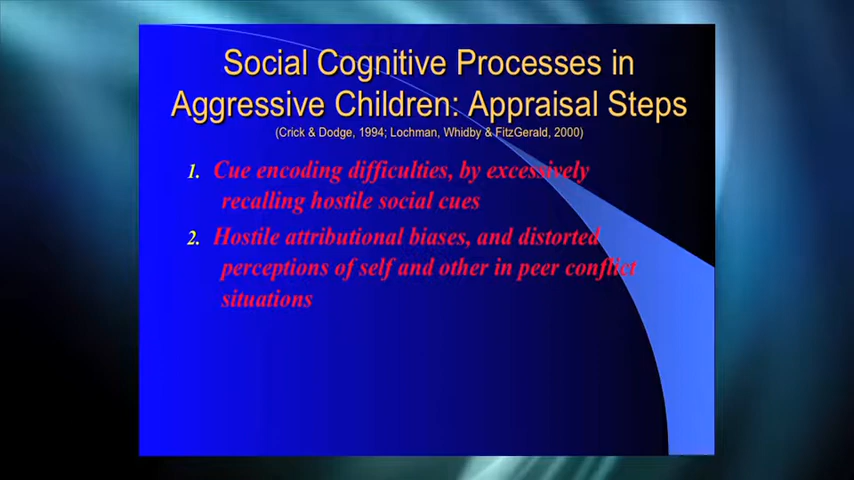 Social Cognitive Processes in
Aggressive Children: Appraisal Steps
(Crick & Dodge, 1994; Lochman, Whidby & FitzGerald, 2000)
1. Cue encoding difficulties, by excessively
recalling hostile social cues
2. Hostile attributional biases, and distorted
perceptions of self and other in peer conflict
situations